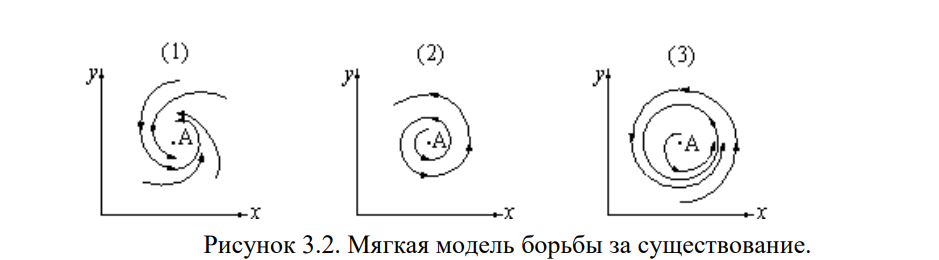 (1) (2) (3)
y y y
A A A
x x x
Рисунок 3.2. Мягкая модель борьбы за существование.